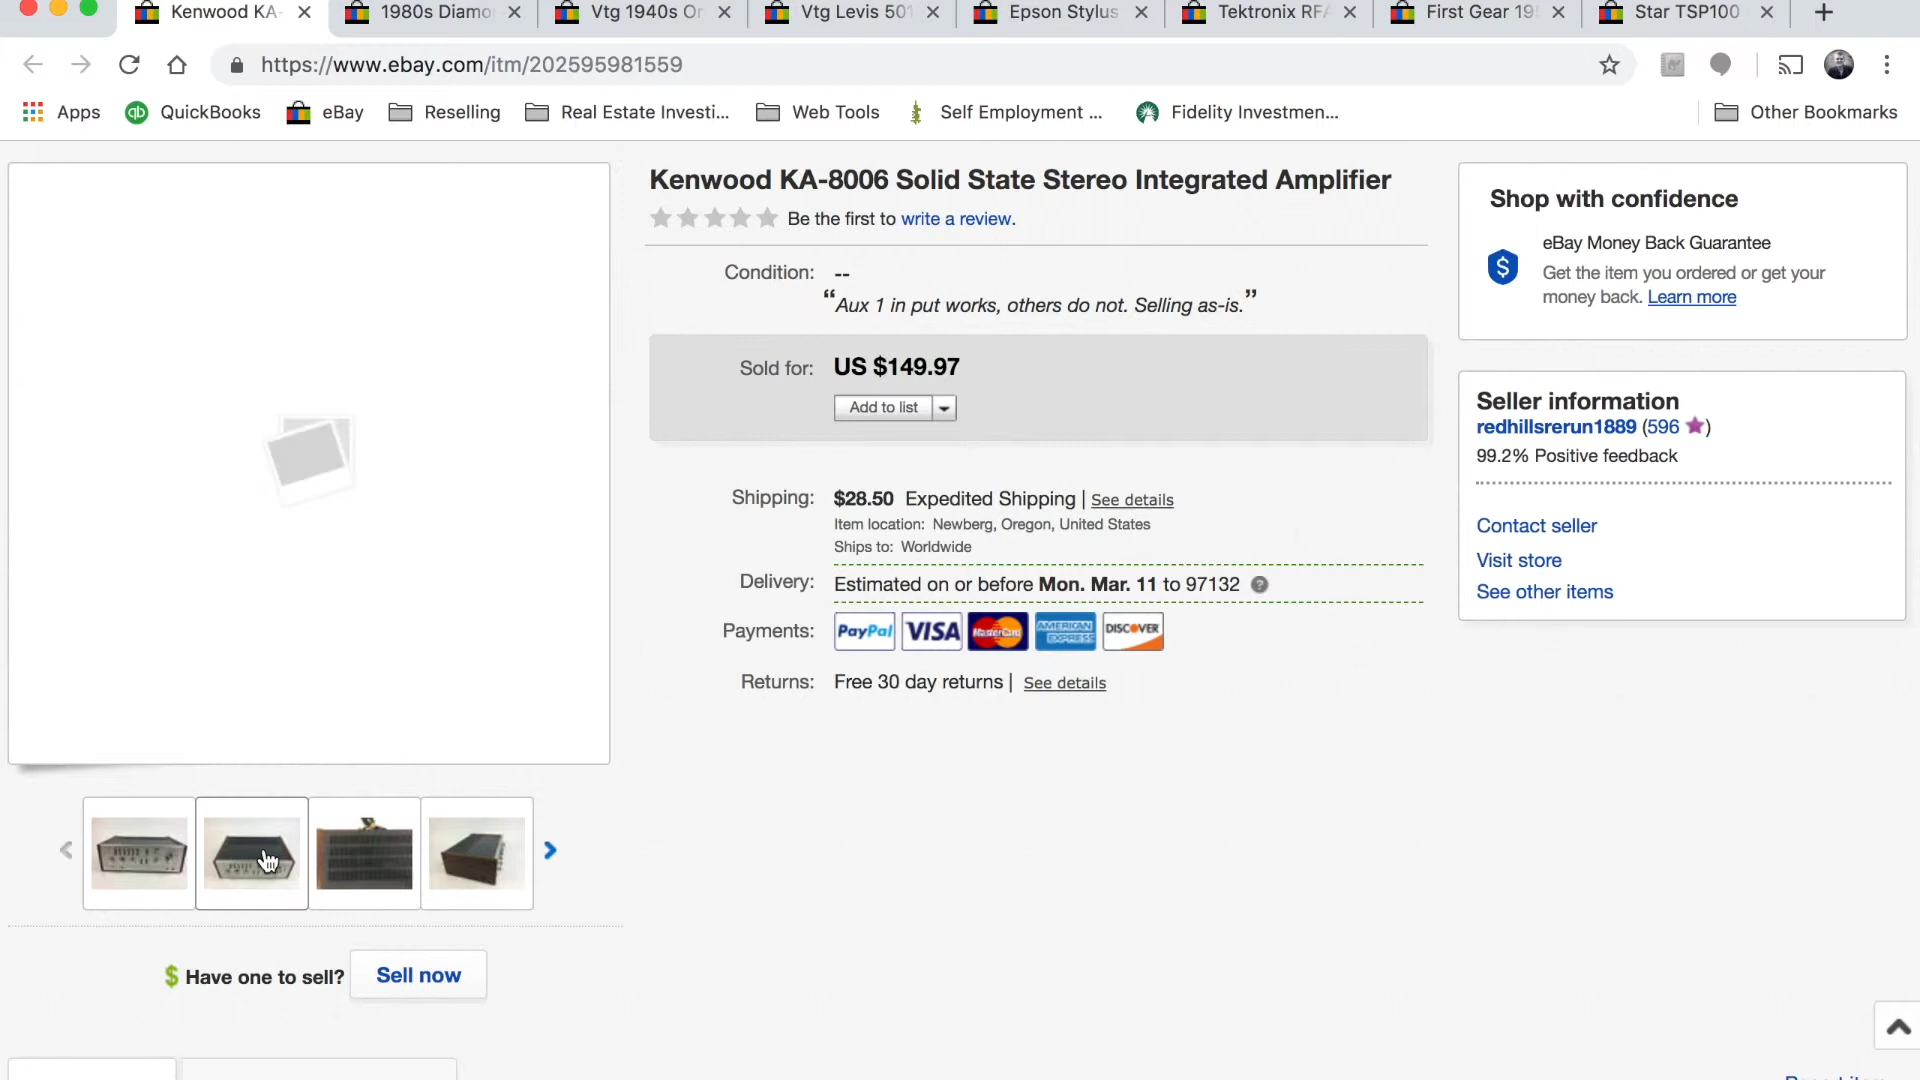 Kenwood KA-
1980s Diamo
Vtg 1940s Or
Vtg Levis 501
Epson Stylus
Tektronix RFA
First Gear 19
Star TSP100
https://www.ebay.com/itm/202595981559
Apps
QuickBooks
eBay
Reselling
Real Estate Investi...
Web Tools
Self Employment ...
Fidelity Investmen...
Other Bookmarks
Kenwood KA-8006 Solid State Stereo Integrated Amplifier
Be the first to write a review.
Condition: --
“Aux 1 in put works, others do not. Selling as-is.”
Sold for: US $149.97
Add to list
Shipping: $28.50 Expedited Shipping | See details
Item location: Newberg, Oregon, United States
Ships to: Worldwide
Delivery: Estimated on or before Mon. Mar. 11 to 97132 ?
Payments: PayPal VISA MasterCard AMERICAN EXPRESS DISCOVER
Returns: Free 30 day returns | See details
Shop with confidence
eBay Money Back Guarantee
Get the item you ordered or get your
money back. Learn more
Seller information
redhillsrerun1889 (596)
99.2% Positive feedback
Contact seller
Visit store
See other items
$ Have one to sell? Sell now